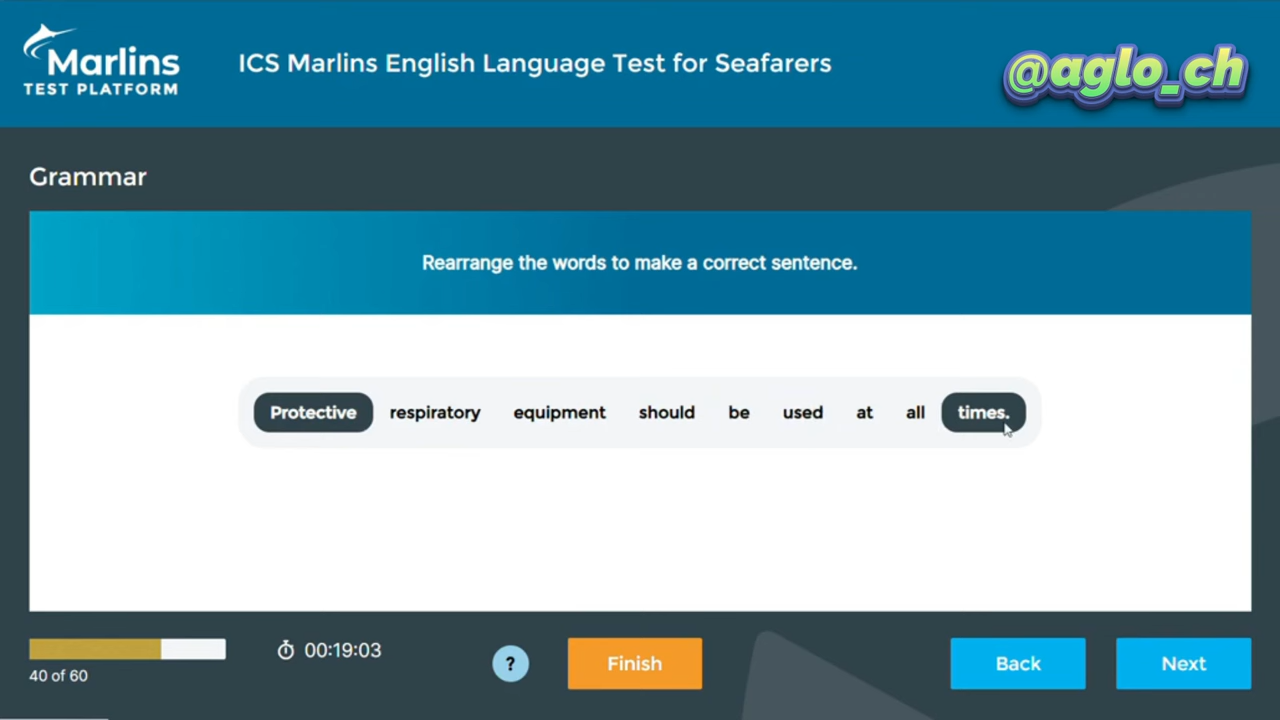 Marlins
TEST PLATFORM
ICS Marlins English Language Test for Seafarers
@aglo_ch
Grammar
Rearrange the words to make a correct sentence.
Protective respiratory equipment should be used at all times.
40 of 60
00:19:03
?
Finish
Back
Next